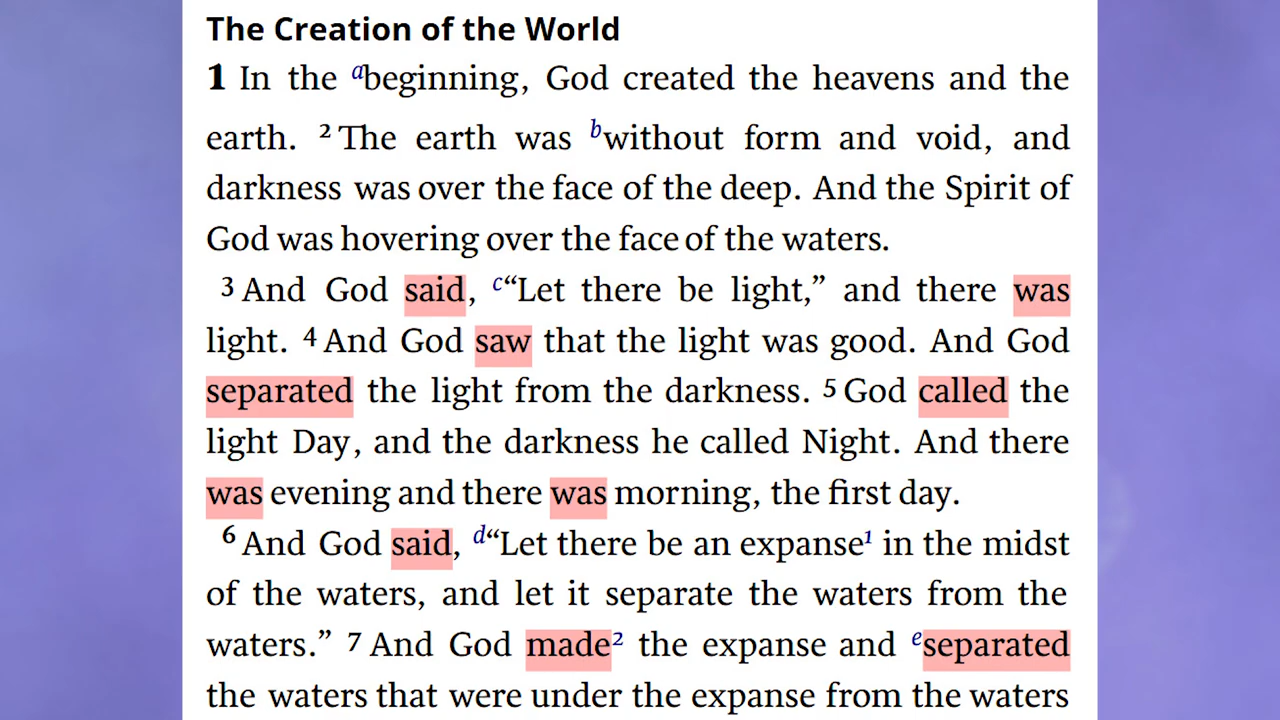 The Creation of the World
1 In the ᵃbeginning, God created the heavens and the
earth. ² The earth was ᵇwithout form and void, and
darkness was over the face of the deep. And the Spirit of
God was hovering over the face of the waters.
³ And God said, ᶜ“Let there be light,” and there was
light. ⁴ And God saw that the light was good. And God
separated the light from the darkness. ⁵ God called the
light Day, and the darkness he called Night. And there
was evening and there was morning, the first day.
⁶ And God said, ᵈ“Let there be an expanse¹ in the midst
of the waters, and let it separate the waters from the
waters.” ⁷ And God made² the expanse and ᵉseparated
the waters that were under the expanse from the waters